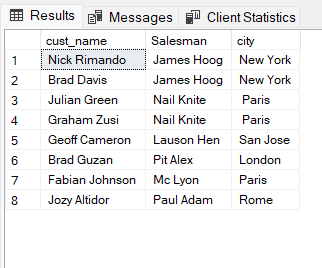 Results Messages Client Statistics
cust_name Salesman city
1 Nick Rimando James Hoog New York
2 Brad Davis James Hoog New York
3 Julian Green Nail Knite Paris
4 Graham Zusi Nail Knite Paris
5 Geoff Cameron Lauson Hen San Jose
6 Brad Guzan Pit Alex London
7 Fabian Johnson Mc Lyon Paris
8 Jozy Altidor Paul Adam Rome